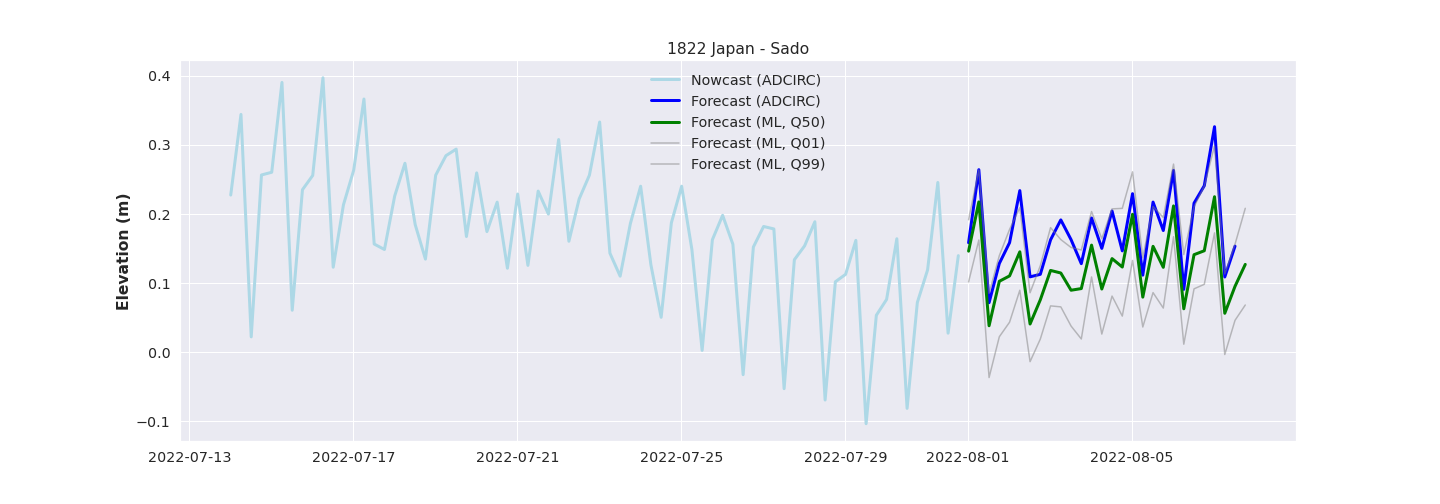 1822 Japan - Sado
Nowcast (ADCIRC)
Forecast (ADCIRC)
Forecast (ML, Q50)
Forecast (ML, Q01)
Forecast (ML, Q99)
Elevation (m)
0.4
0.3
0.2
0.1
0.0
−0.1
2022-07-13 2022-07-17 2022-07-21 2022-07-25 2022-07-29 2022-08-01 2022-08-05